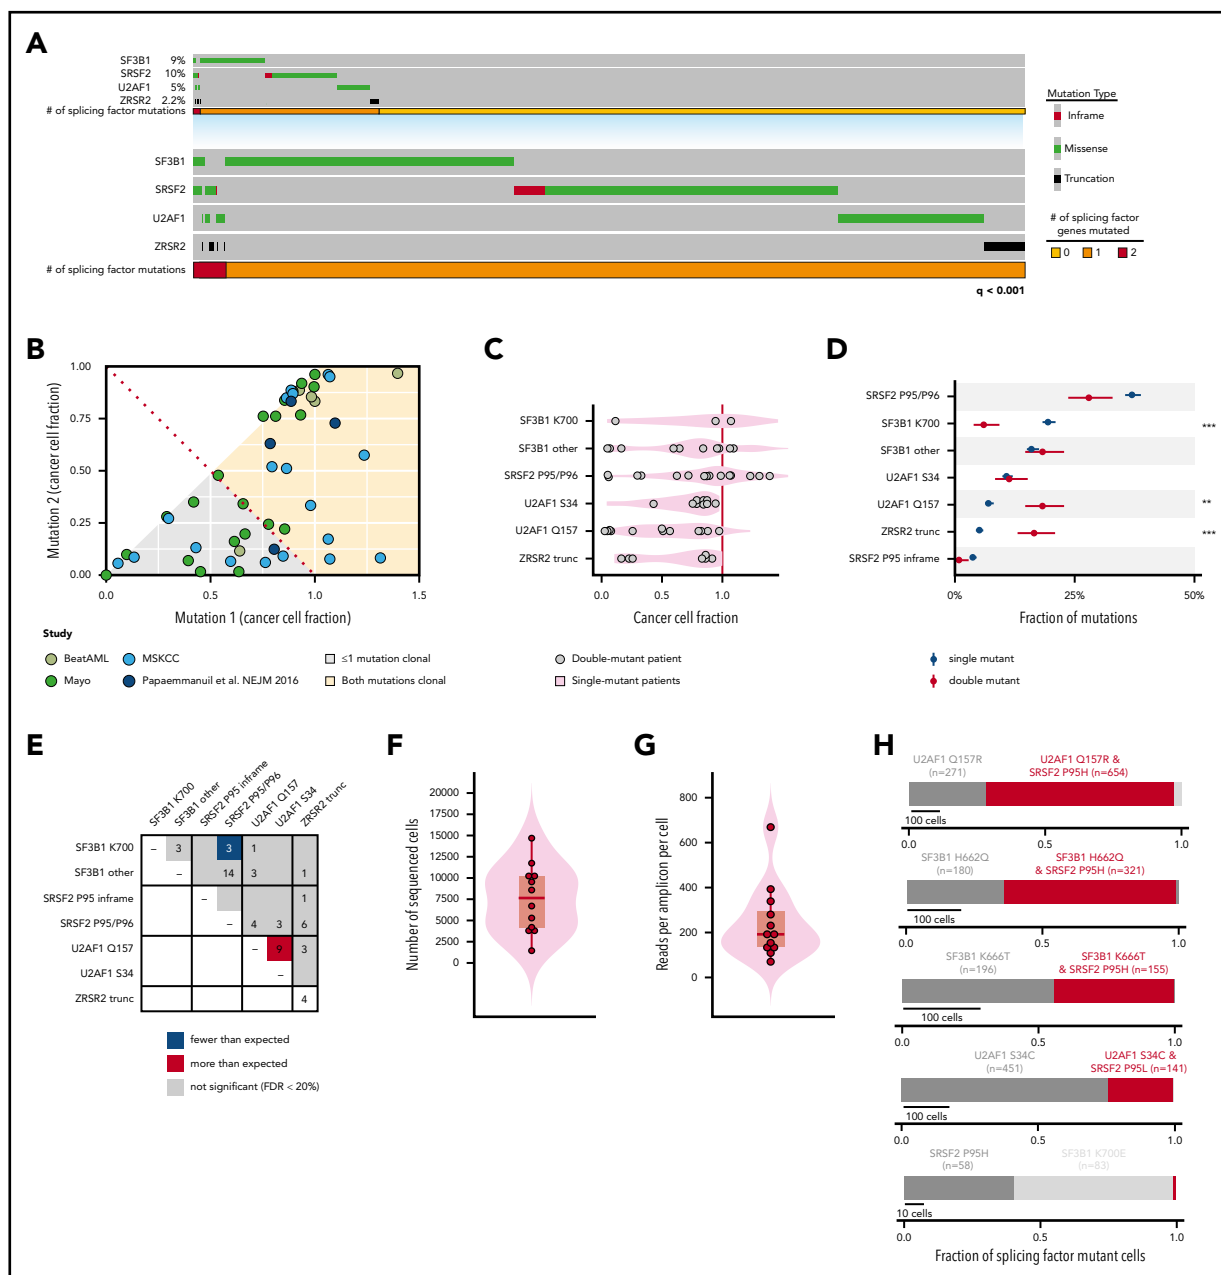 A
SF3B1 9%
SRSF2 10%
U2AF1 5%
ZRSR2 2.2%
# of splicing factor mutations
SF3B1
SRSF2
U2AF1
ZRSR2
# of splicing factor mutations
q < 0.001
Mutation Type
Inframe
Missense
Truncation
# of splicing factor
genes mutated
0 1 2
B
Mutation 2 (cancer cell fraction)
1.00
0.75
0.50
0.25
0.00
0.0 0.5 1.0 1.5
Mutation 1 (cancer cell fraction)
Study
BeatAML
MSKCC
Mayo
Papaemmanuil et al. NEJM 2016
≤1 mutation clonal
Both mutations clonal
C
SF3B1 K700
SF3B1 other
SRSF2 P95/P96
U2AF1 S34
U2AF1 Q157
ZRSR2 trunc
0.0 0.5 1.0 1.5
Cancer cell fraction
Double-mutant patient
Single-mutant patients
D
SRSF2 P95/P96
SF3B1 K700 ***
SF3B1 other
U2AF1 S34
U2AF1 Q157 **
ZRSR2 trunc ***
SRSF2 P95 inframe
0% 25% 50%
Fraction of mutations
single mutant
double mutant
E
SF3B1 K700
SF3B1 other
SRSF2 P95 inframe
SRSF2 P95/P96
U2AF1 Q157
U2AF1 S34
ZRSR2 trunc
SF3B1 K700 – 3 3 1
SF3B1 other – 14 3 1
SRSF2 P95 inframe – 1
SRSF2 P95/P96 – 4 3 6
U2AF1 Q157 – 9 3
U2AF1 S34 –
ZRSR2 trunc 4
fewer than expected
more than expected
not significant (FDR < 20%)
F
Number of sequenced cells
20000
17500
15000
12500
10000
7500
5000
2500
0
G
Reads per amplicon per cell
800
600
400
200
0
H
U2AF1 Q157R
(n=271)
U2AF1 Q157R &
SRSF2 P95H (n=654)
100 cells
0.0 0.5 1.0
SF3B1 H662Q
(n=180)
SF3B1 H662Q
& SRSF2 P95H (n=321)
100 cells
0.0 0.5 1.0
SF3B1 K666T
(n=196)
SF3B1 K666T
& SRSF2 P95H (n=155)
100 cells
0.0 0.5 1.0
U2AF1 S34C
(n=451)
U2AF1 S34C &
SRSF2 P95L (n=141)
100 cells
0.0 0.5 1.0
SRSF2 P95H
(n=58)
SF3B1 K700E
(n=83)
10 cells
0.0 0.5 1.0
Fraction of splicing factor mutant cells